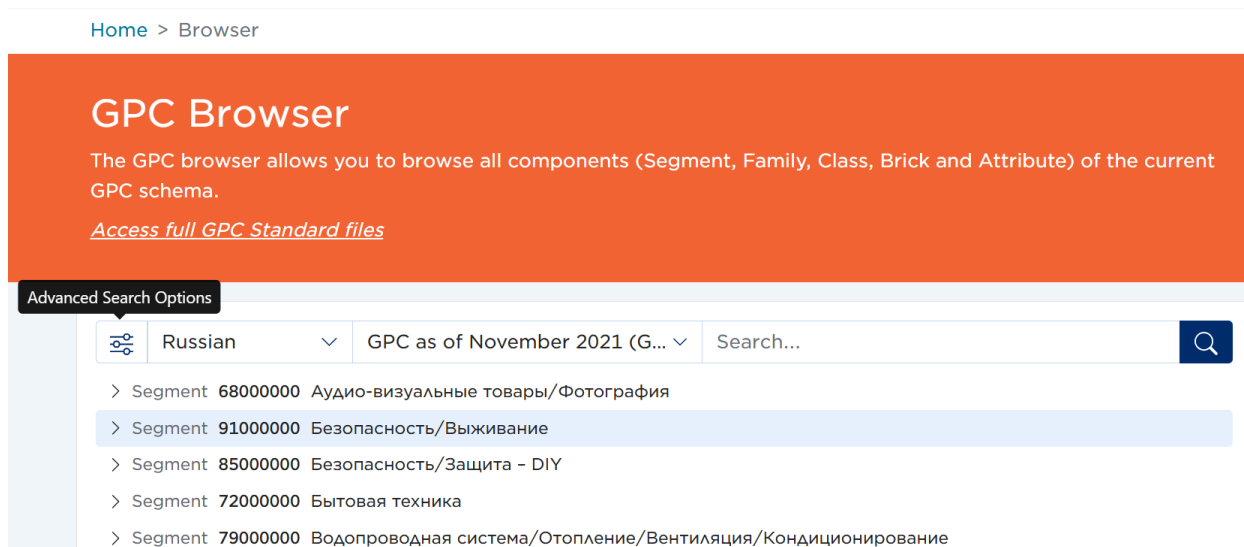 Home > Browser
GPC Browser
The GPC browser allows you to browse all components (Segment, Family, Class, Brick and Attribute) of the current
GPC schema.
Access full GPC Standard files
Advanced Search Options
Russian GPC as of November 2021 (G... Search...
> Segment 68000000 Аудио-визуальные товары/Фотография
> Segment 91000000 Безопасность/Выживание
> Segment 85000000 Безопасность/Защита – DIY
> Segment 72000000 Бытовая техника
> Segment 79000000 Водопроводная система/Отопление/Вентиляция/Кондиционирование